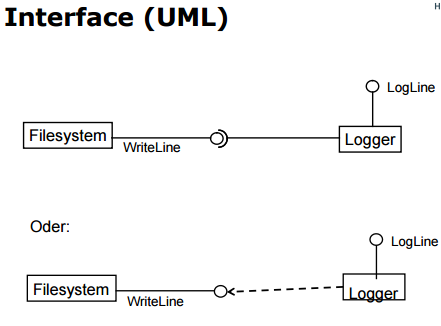 Interface (UML)
H
LogLine
Filesystem
WriteLine
Logger
Oder:
LogLine
Filesystem
WriteLine
Logger